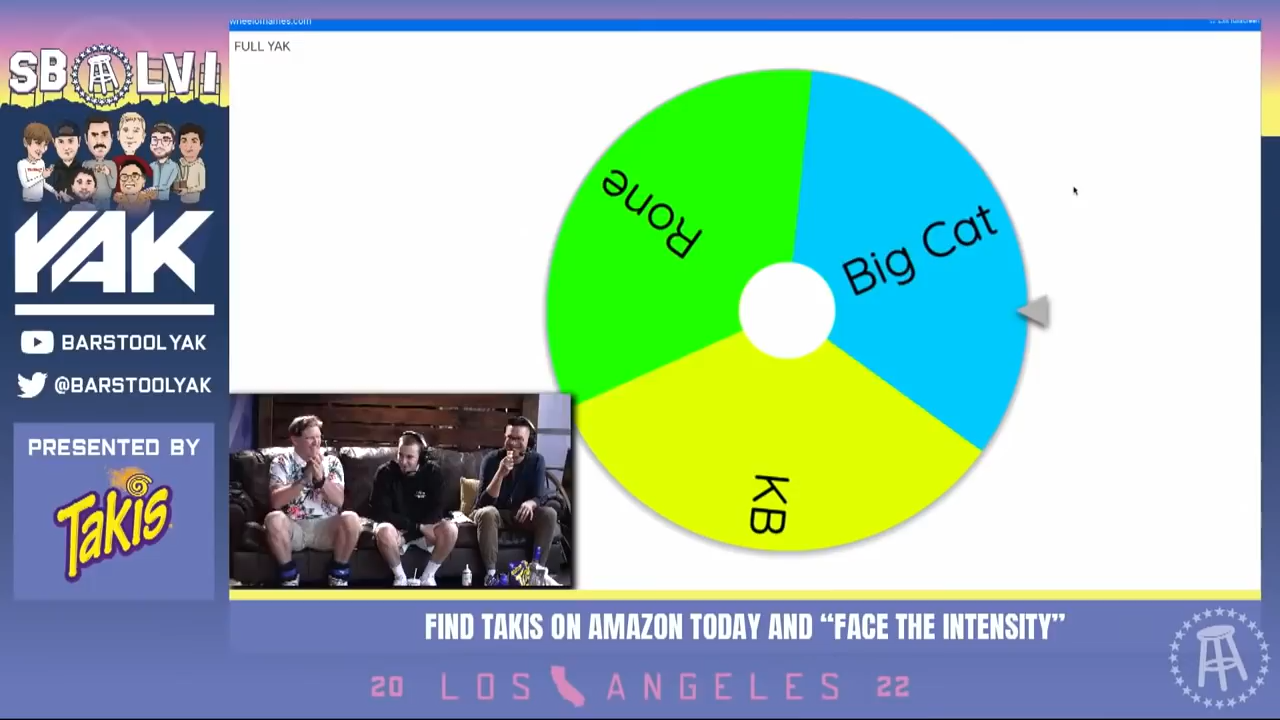 wheelofnames.com
FULL YAK
SB LVI
YAK
BARSTOOLYAK
@BARSTOOLYAK
PRESENTED BY
Takis
Rone
Big Cat
KB
FIND TAKIS ON AMAZON TODAY AND “FACE THE INTENSITY”
20 LOS ANGELES 22